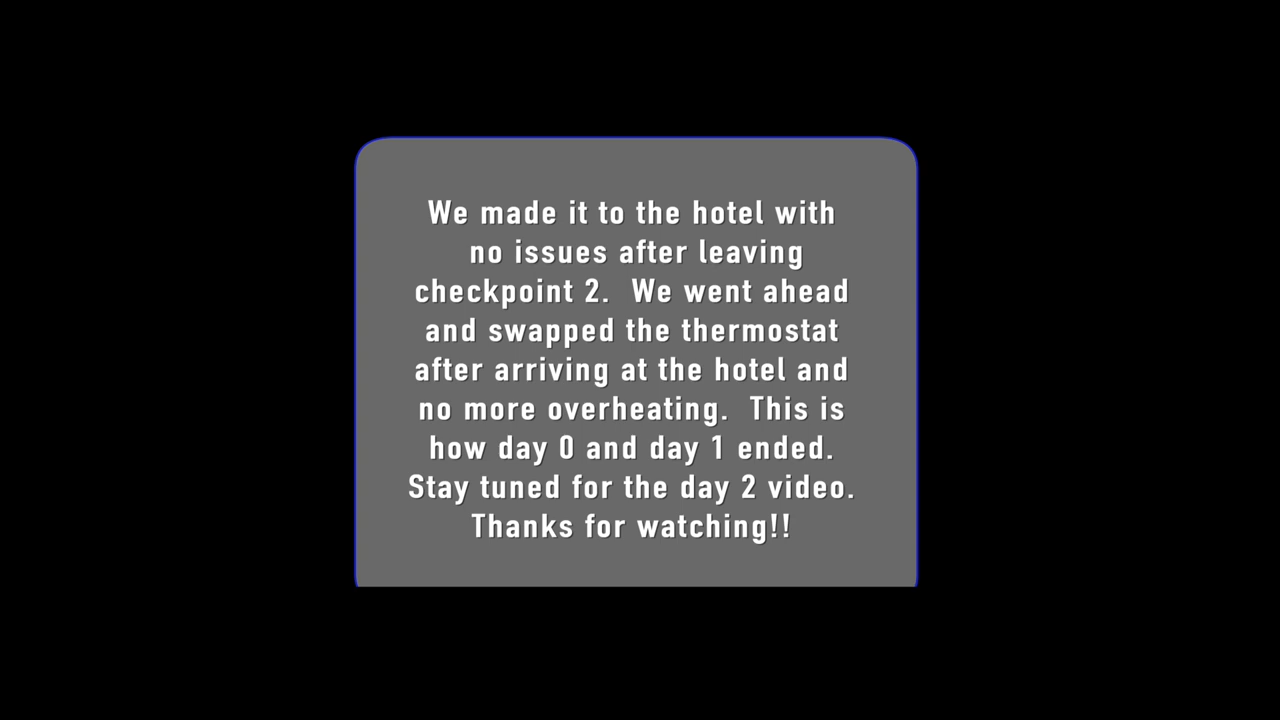 We made it to the hotel with
no issues after leaving
checkpoint 2.  We went ahead
and swapped the thermostat
after arriving at the hotel and
no more overheating.  This is
how day 0 and day 1 ended.
Stay tuned for the day 2 video.
Thanks for watching!!